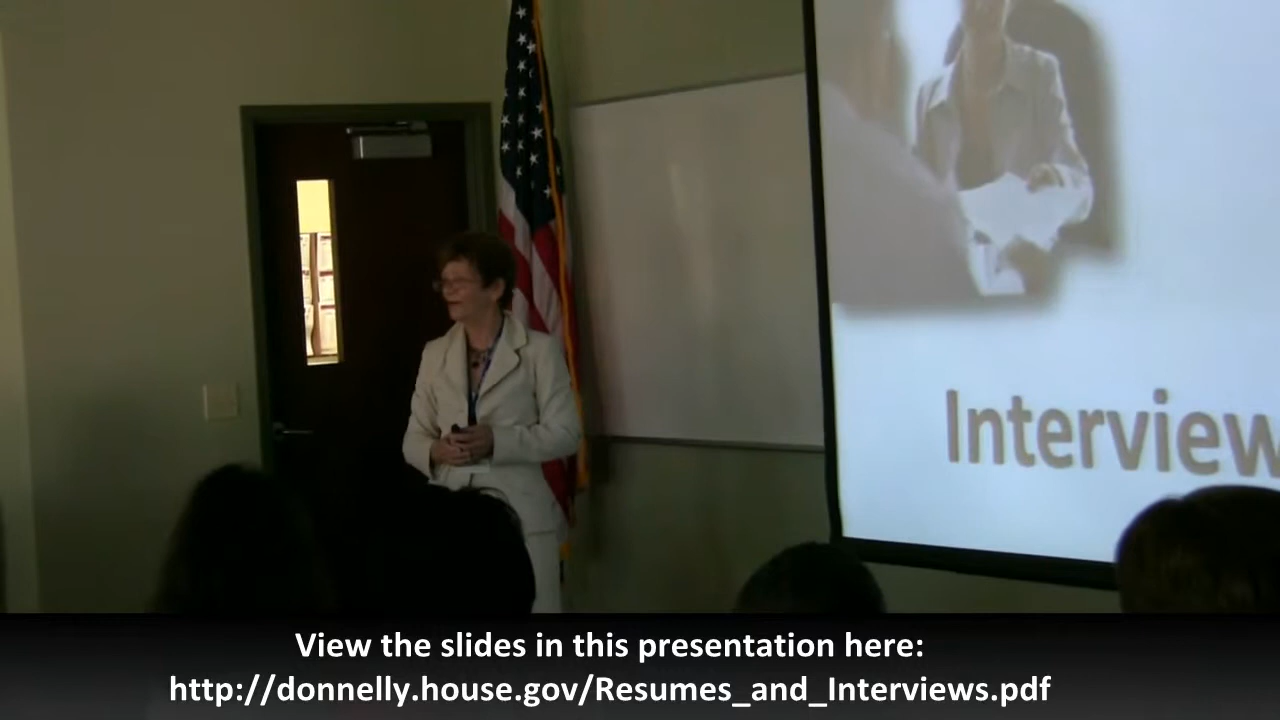 Interview
View the slides in this presentation here:
http://donnelly.house.gov/Resumes_and_Interviews.pdf